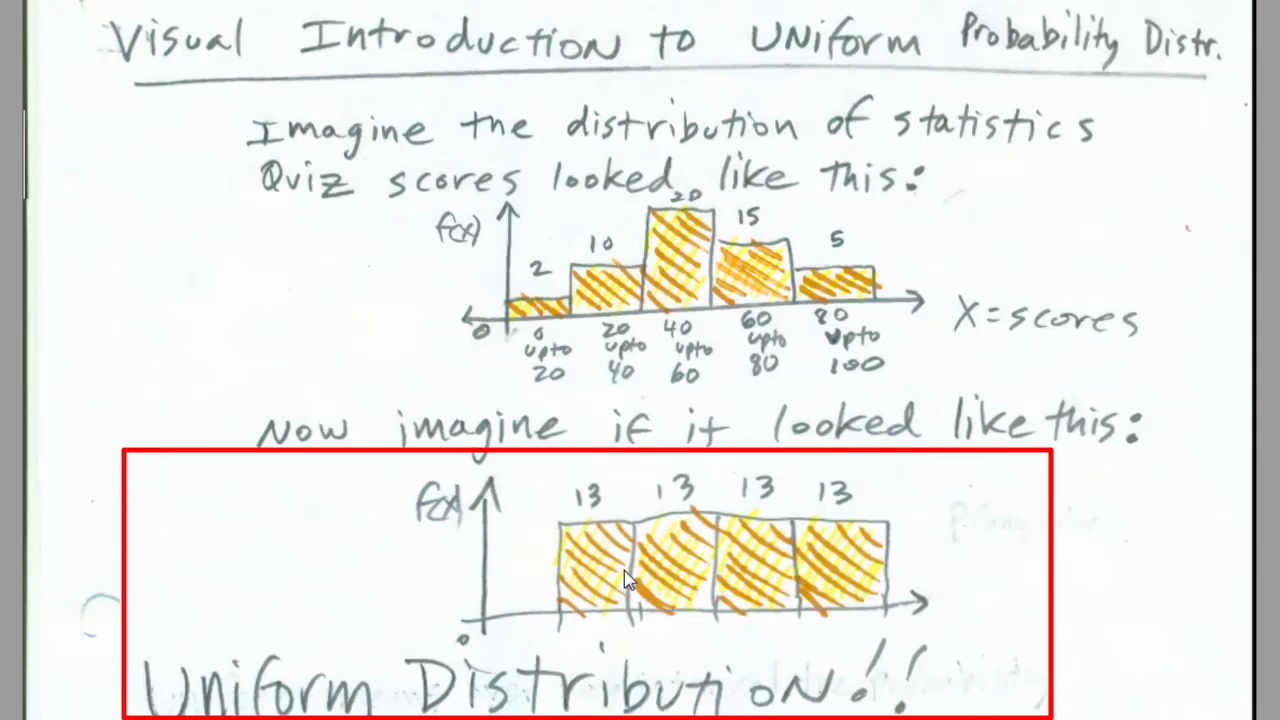 Visual Introduction to Uniform Probability Distr.
Imagine the distribution of statistics
Quiz scores looked like this:
f(x) 2 10 20 15 5
0 0 upto 20 20 upto 40 40 upto 60 60 upto 80 80 upto 100 X = scores
Now imagine if it looked like this:
f(x) 13 13 13 13
0
Uniform Distribution!!